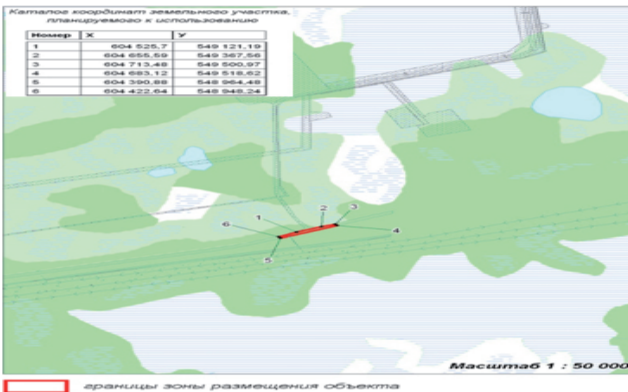 Каталог координат земельного участка,
планируемого к использованию
Номер X Y
1 604 525,7 549 121,19
2 604 655,59 549 367,56
3 604 713,48 549 500,97
4 604 683,12 549 518,62
5 604 390,88 548 964,48
6 604 422,64 548 948,24
2 3
1
6 4
5
Масштаб 1 : 50 000
границы зоны размещения объекта